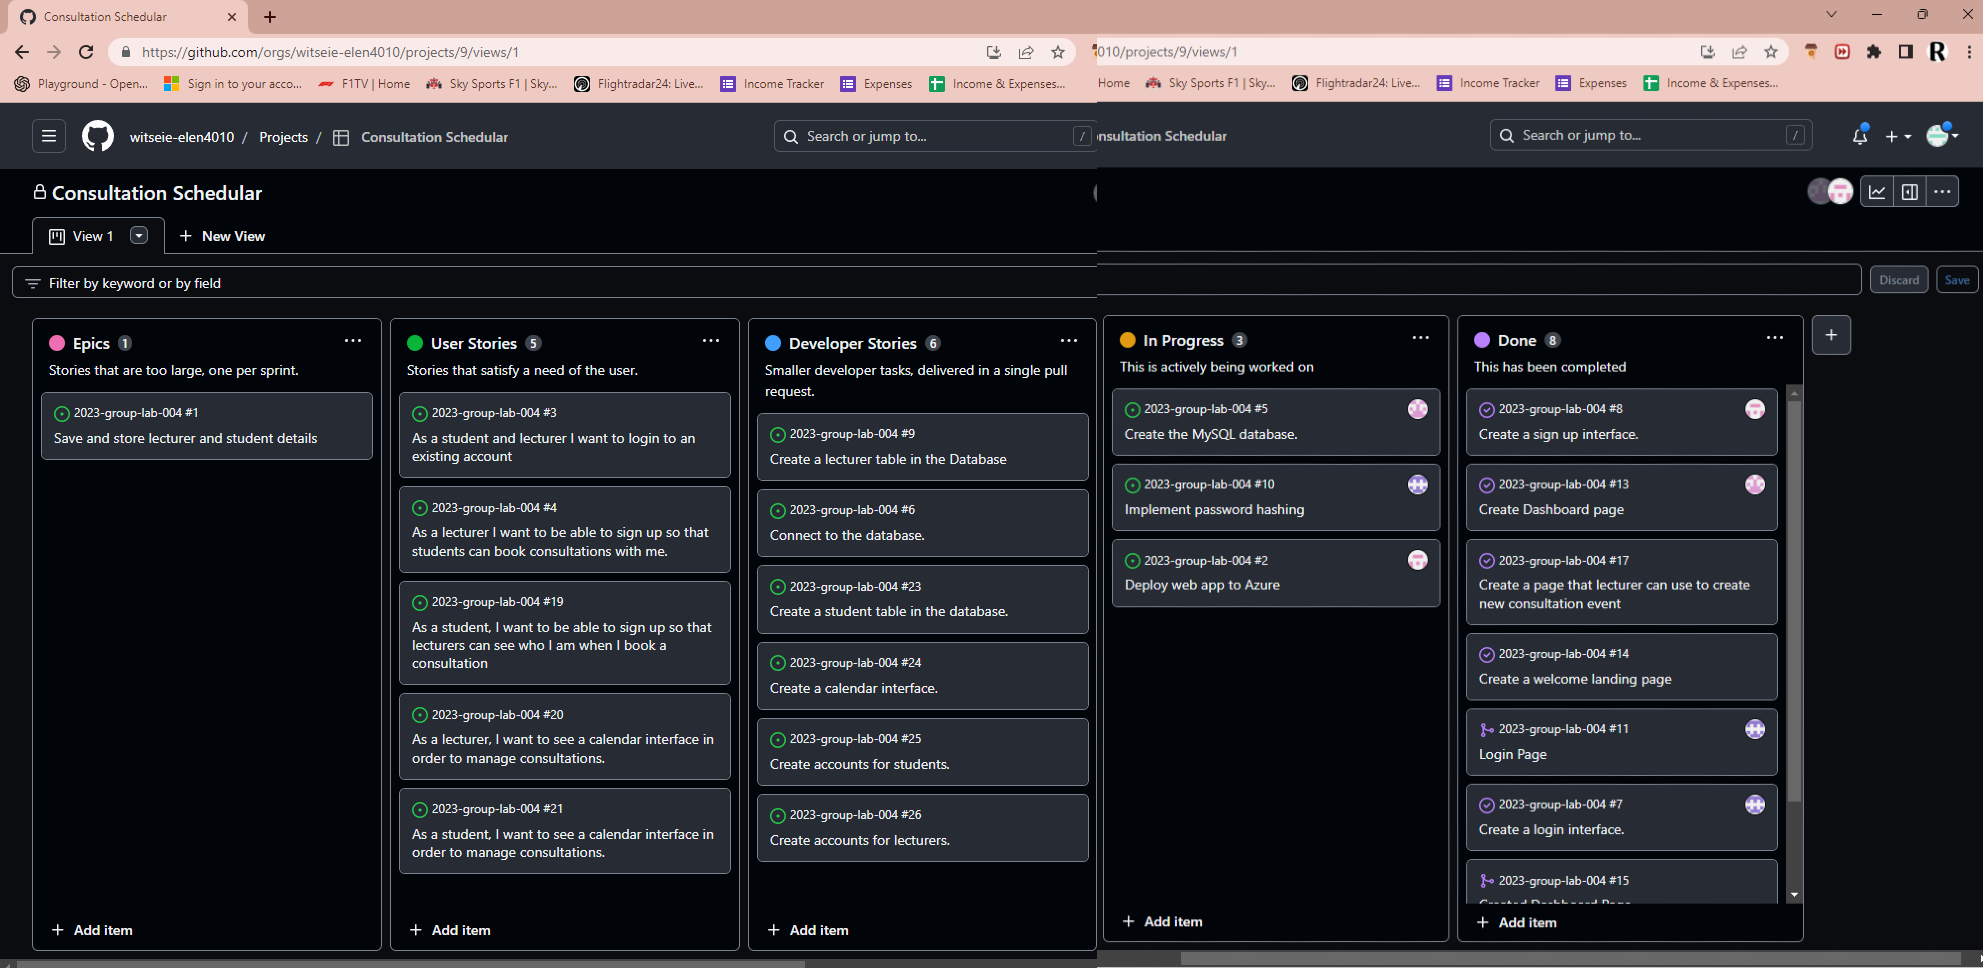 Consultation Schedular
https://github.com/orgs/witseie-elen4010/projects/9/views/1
010/projects/9/views/1
Playground - Open...
Sign in to your acco...
F1TV | Home
Sky Sports F1 | Sky...
Flightradar24: Live...
Income Tracker
Expenses
Income & Expenses...
Home
Sky Sports F1 | Sky...
Flightradar24: Live...
Income Tracker
Expenses
Income & Expenses...
witseie-elen4010 / Projects / Consultation Schedular
Search or jump to... /
nsultation Schedular
Search or jump to... /
Consultation Schedular
View 1
New View
Filter by keyword or by field
Discard
Save
Epics 1
Stories that are too large, one per sprint.
2023-group-lab-004 #1
Save and store lecturer and student details
Add item
User Stories 5
Stories that satisfy a need of the user.
2023-group-lab-004 #3
As a student and lecturer I want to login to an
existing account
2023-group-lab-004 #4
As a lecturer I want to be able to sign up so that
students can book consultations with me.
2023-group-lab-004 #19
As a student, I want to be able to sign up so that
lecturers can see who I am when I book a
consultation
2023-group-lab-004 #20
As a lecturer, I want to see a calendar interface in
order to manage consultations.
2023-group-lab-004 #21
As a student, I want to see a calendar interface in
order to manage consultations.
Add item
Developer Stories 6
Smaller developer tasks, delivered in a single pull
request.
2023-group-lab-004 #9
Create a lecturer table in the Database
2023-group-lab-004 #6
Connect to the database.
2023-group-lab-004 #23
Create a student table in the database.
2023-group-lab-004 #24
Create a calendar interface.
2023-group-lab-004 #25
Create accounts for students.
2023-group-lab-004 #26
Create accounts for lecturers.
Add item
In Progress 3
This is actively being worked on
2023-group-lab-004 #5
Create the MySQL database.
2023-group-lab-004 #10
Implement password hashing
2023-group-lab-004 #2
Deploy web app to Azure
Add item
Done 8
This has been completed
2023-group-lab-004 #8
Create a sign up interface.
2023-group-lab-004 #13
Create Dashboard page
2023-group-lab-004 #17
Create a page that lecturer can use to create
new consultation event
2023-group-lab-004 #14
Create a welcome landing page
2023-group-lab-004 #11
Login Page
2023-group-lab-004 #7
Create a login interface.
2023-group-lab-004 #15
Created Dashboard Page
Add item